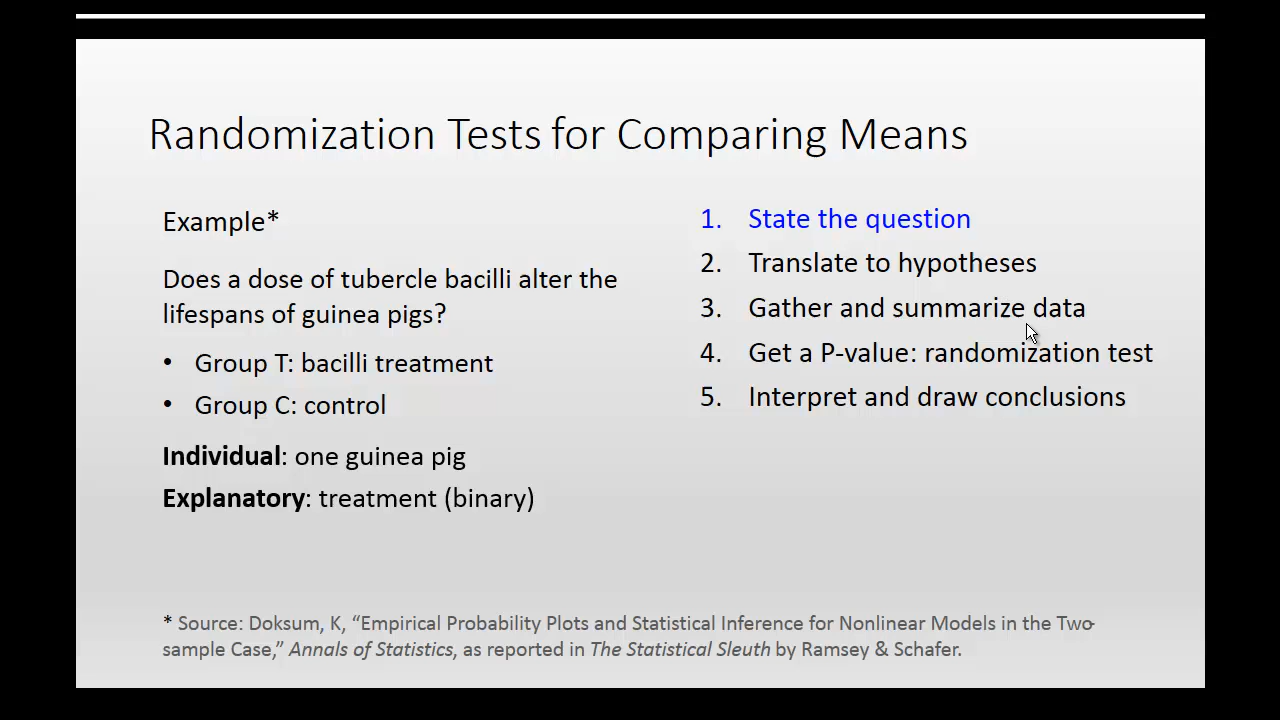 Randomization Tests for Comparing Means
Example*
Does a dose of tubercle bacilli alter the
lifespans of guinea pigs?
• Group T: bacilli treatment
• Group C: control
Individual: one guinea pig
Explanatory: treatment (binary)
1. State the question
2. Translate to hypotheses
3. Gather and summarize data
4. Get a P-value: randomization test
5. Interpret and draw conclusions
* Source: Doksum, K, “Empirical Probability Plots and Statistical Inference for Nonlinear Models in the Two-
sample Case,” Annals of Statistics, as reported in The Statistical Sleuth by Ramsey & Schafer.